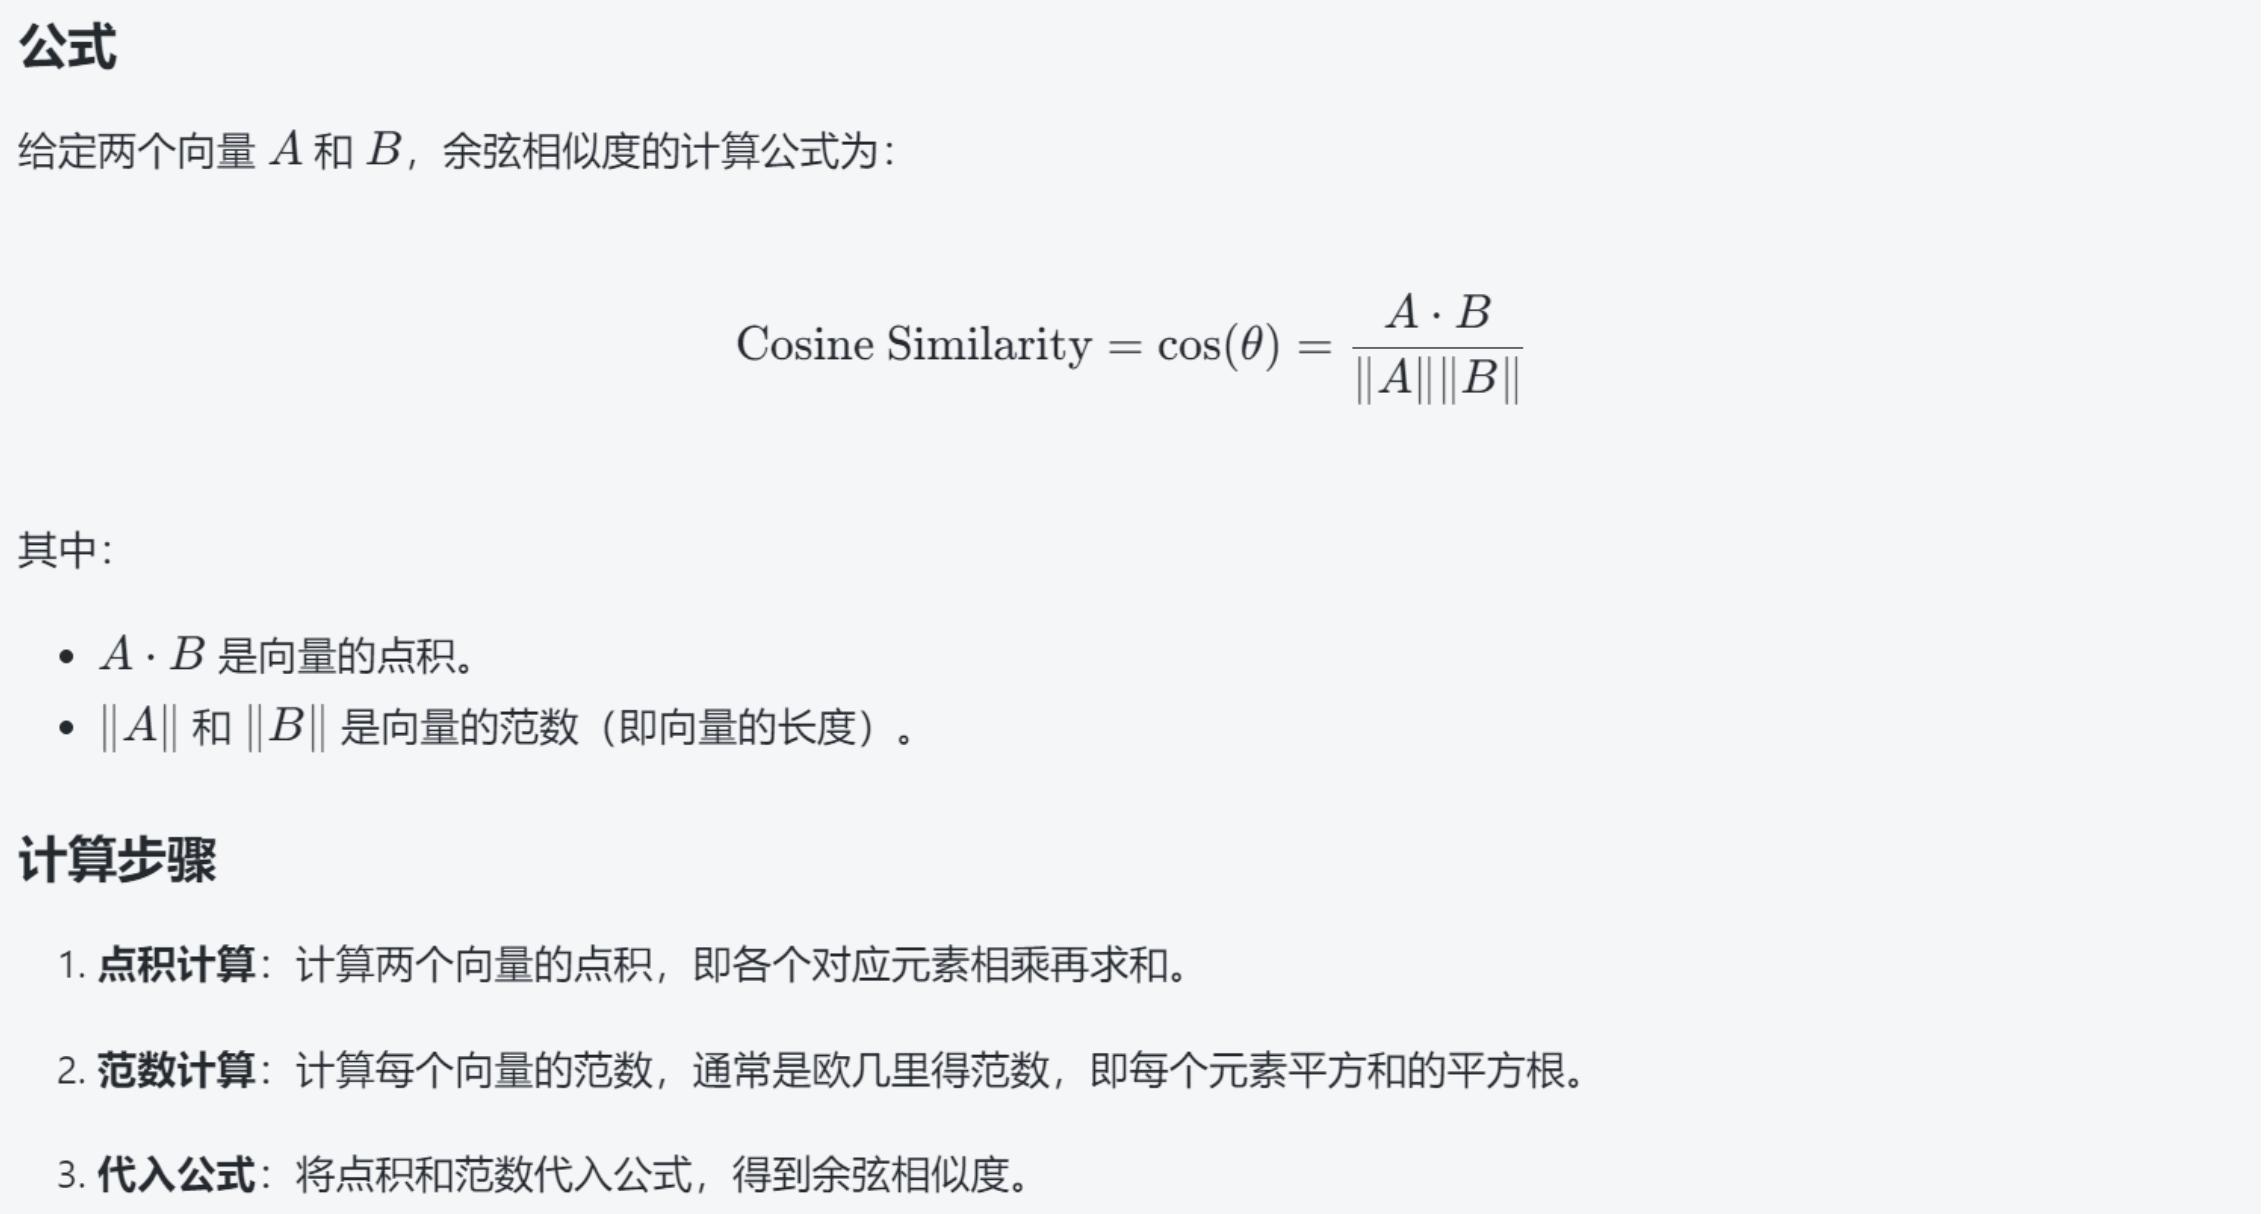 公式
给定两个向量 A 和 B，余弦相似度的计算公式为：
Cosine Similarity = cos(θ) = \frac{A · B}{‖A‖‖B‖}
其中：
• A · B 是向量的点积。
• ‖A‖ 和 ‖B‖ 是向量的范数（即向量的长度）。
计算步骤
1. 点积计算：计算两个向量的点积，即各个对应元素相乘再求和。
2. 范数计算：计算每个向量的范数，通常是欧几里得范数，即每个元素平方和的平方根。
3. 代入公式：将点积和范数代入公式，得到余弦相似度。